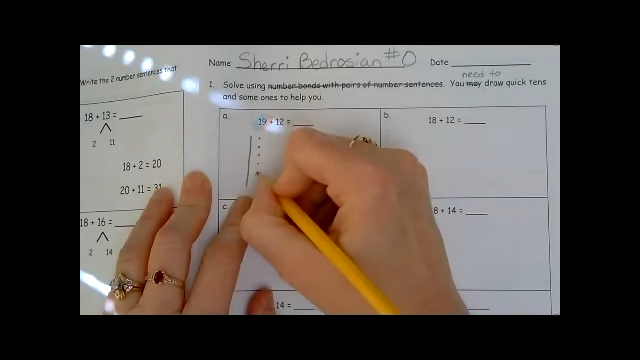 Write the 2 number sentences that
18 + 13 = ____
2 11
18 + 2 = 20
20 + 11 = 31
18 + 16 =
2 14
Name Sherri Bedrosian #0 Date
need to
1. Solve using number bonds with pairs of number sentences. You may draw quick tens
and some ones to help you.
a. 19 + 12 = ____
b. 18 + 12 = ____
c.
8 + 14 = ____
14 = ____